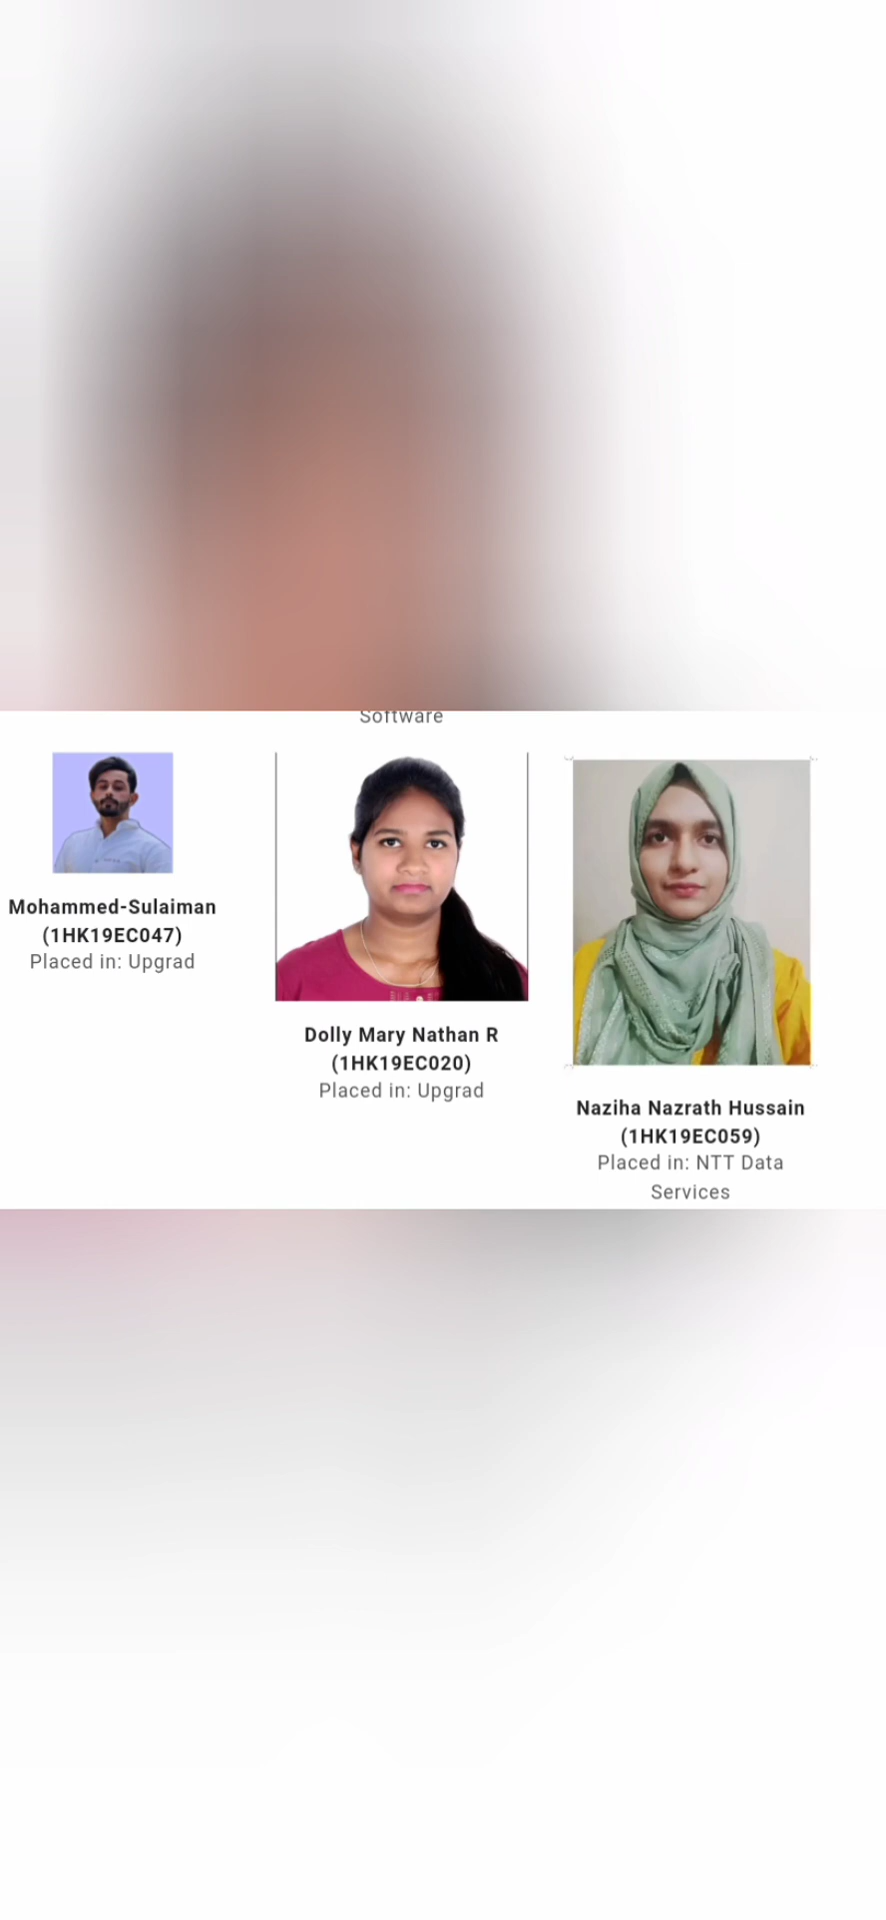 Software
Mohammed-Sulaiman
(1HK19EC047)
Placed in: Upgrad
Dolly Mary Nathan R
(1HK19EC020)
Placed in: Upgrad
Naziha Nazrath Hussain
(1HK19EC059)
Placed in: NTT Data
Services